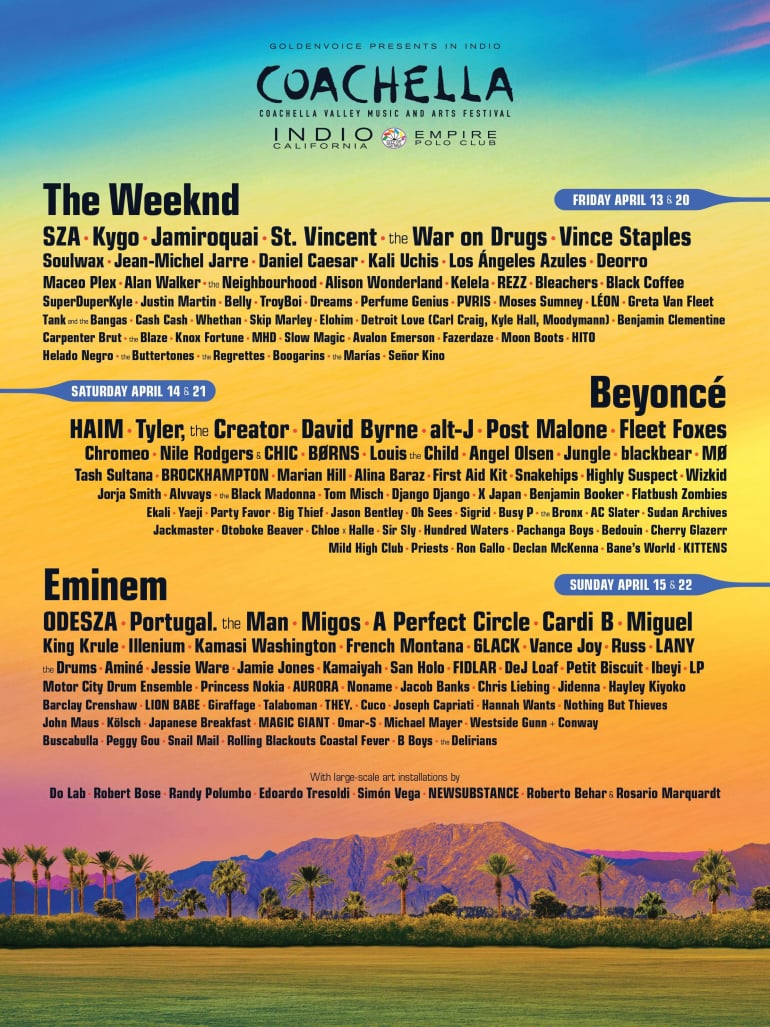 GOLDENVOICE PRESENTS IN INDIO
COACHELLA
COACHELLA VALLEY MUSIC AND ARTS FESTIVAL
INDIO EMPIRE
CALIFORNIA POLO CLUB
The Weeknd
FRIDAY APRIL 13 & 20
SZA · Kygo · Jamiroquai · St. Vincent · the War on Drugs · Vince Staples
Soulwax · Jean-Michel Jarre · Daniel Caesar · Kali Uchis · Los Ángeles Azules · Deorro
Maceo Plex · Alan Walker · the Neighbourhood · Alison Wonderland · Kelela · REZZ · Bleachers · Black Coffee
SuperDuperKyle · Justin Martin · Belly · TroyBoi · Dreams · Perfume Genius · PVRIS · Moses Sumney · LÉON · Greta Van Fleet
Tank and the Bangas · Cash Cash · Whethan · Skip Marley · Elohim · Detroit Love (Carl Craig, Kyle Hall, Moodymann) · Benjamin Clementine
Carpenter Brut · the Blaze · Knox Fortune · MHD · Slow Magic · Avalon Emerson · Fazerdaze · Moon Boots · HITO
Helado Negro · the Buttertones · the Regrettes · Boogarins · the Marías · Señor Kino
SATURDAY APRIL 14 & 21
Beyoncé
HAIM · Tyler, the Creator · David Byrne · alt-J · Post Malone · Fleet Foxes
Chromeo · Nile Rodgers & CHIC · BØRNS · Louis the Child · Angel Olsen · Jungle · blackbear · MØ
Tash Sultana · BROCKHAMPTON · Marian Hill · Alina Baraz · First Aid Kit · Snakehips · Highly Suspect · Wizkid
Jorja Smith · Alvvays · the Black Madonna · Tom Misch · Django Django · X Japan · Benjamin Booker · Flatbush Zombies
Ekali · Yaeji · Party Favor · Big Thief · Jason Bentley · Oh Sees · Sigrid · Busy P · the Bronx · AC Slater · Sudan Archives
Jackmaster · Otoboke Beaver · Chloe x Halle · Sir Sly · Hundred Waters · Pachanga Boys · Bedouin · Cherry Glazerr
Mild High Club · Priests · Ron Gallo · Declan McKenna · Bane's World · KITTENS
Eminem
SUNDAY APRIL 15 & 22
ODESZA · Portugal. the Man · Migos · A Perfect Circle · Cardi B · Miguel
King Krule · Illenium · Kamasi Washington · French Montana · 6LACK · Vance Joy · Russ · LANY
the Drums · Aminé · Jessie Ware · Jamie Jones · Kamaiyah · San Holo · FIDLAR · DeJ Loaf · Petit Biscuit · Ibeyi · LP
Motor City Drum Ensemble · Princess Nokia · AURORA · Noname · Jacob Banks · Chris Liebing · Jidenna · Hayley Kiyoko
Barclay Crenshaw · LION BABE · Giraffage · Talaboman · THEY. · Cuco · Joseph Capriati · Hannah Wants · Nothing But Thieves
John Maus · Kölsch · Japanese Breakfast · MAGIC GIANT · Omar-S · Michael Mayer · Westside Gunn + Conway
Buscabulla · Peggy Gou · Snail Mail · Rolling Blackouts Coastal Fever · B Boys · the Delirians
With large-scale art installations by
Do Lab · Robert Bose · Randy Polumbo · Edoardo Tresoldi · Simón Vega · NEWSUBSTANCE · Roberto Behar & Rosario Marquardt